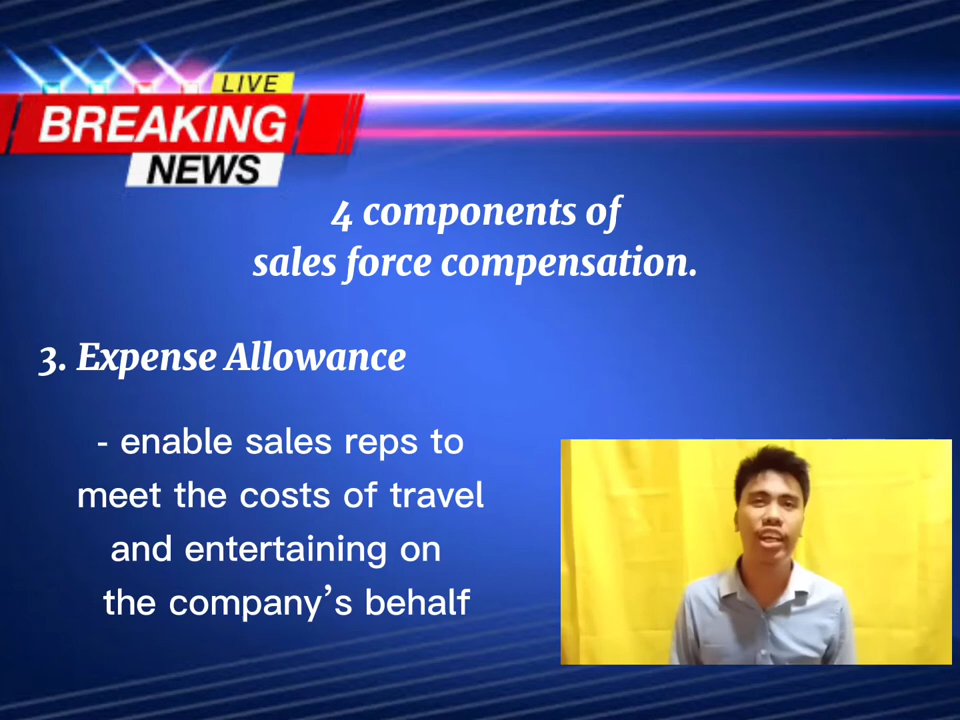 LIVE
BREAKING
NEWS
4 components of
sales force compensation.
3. Expense Allowance
- enable sales reps to
meet the costs of travel
and entertaining on
the company’s behalf